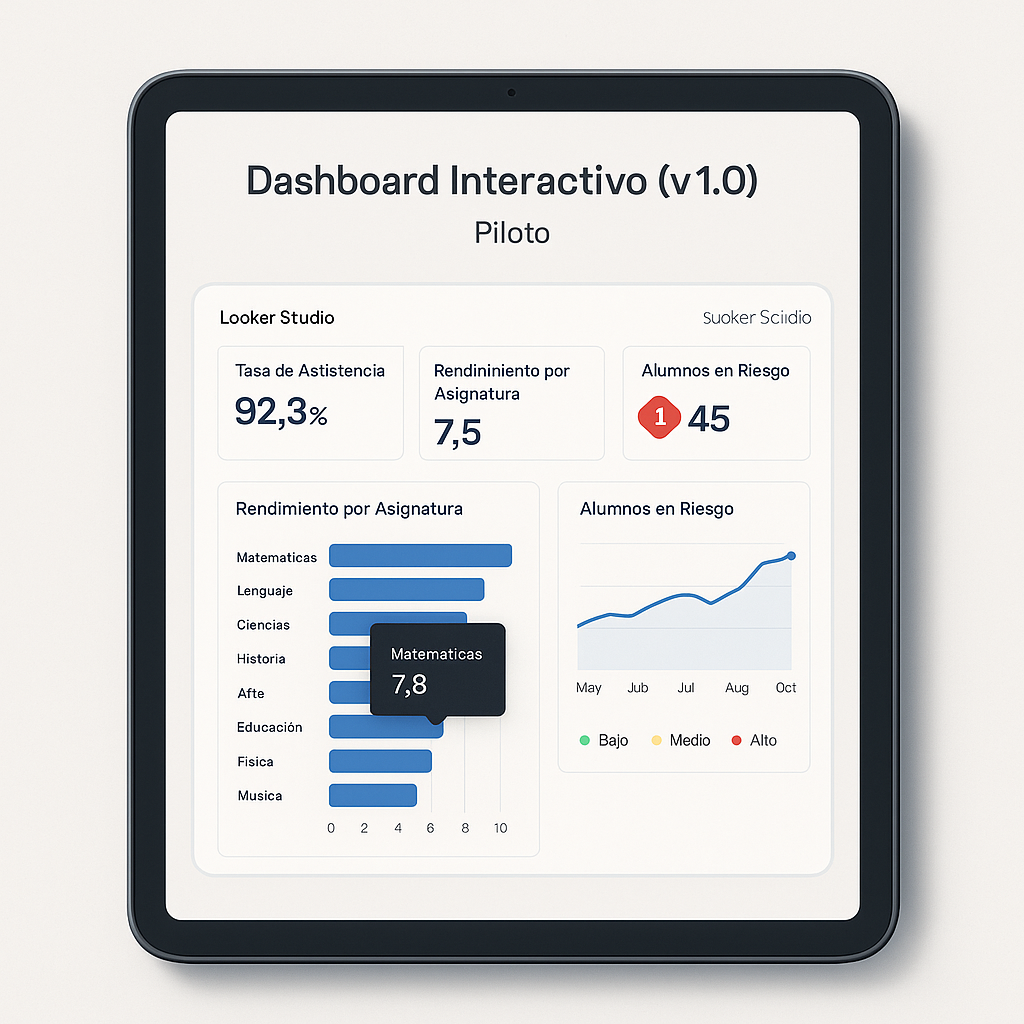 Dashboard Interactivo (v1.0)
Piloto
Looker Studio
Suoker Sciidio
Tasa de Astistencia
92,3%
Rendininiento por
Asignatura
7,5
Alumnos en Riesgo
1 45
Rendimiento por Asignatura
Matematicas
Lenguaje
Ciencias
Historia
Afte
Educación
Fisica
Musica
Matematicas
7,8
0 2 4 6 8 10
Alumnos en Riesgo
May Jub Jul Aug Oct
Bajo Medio Alto